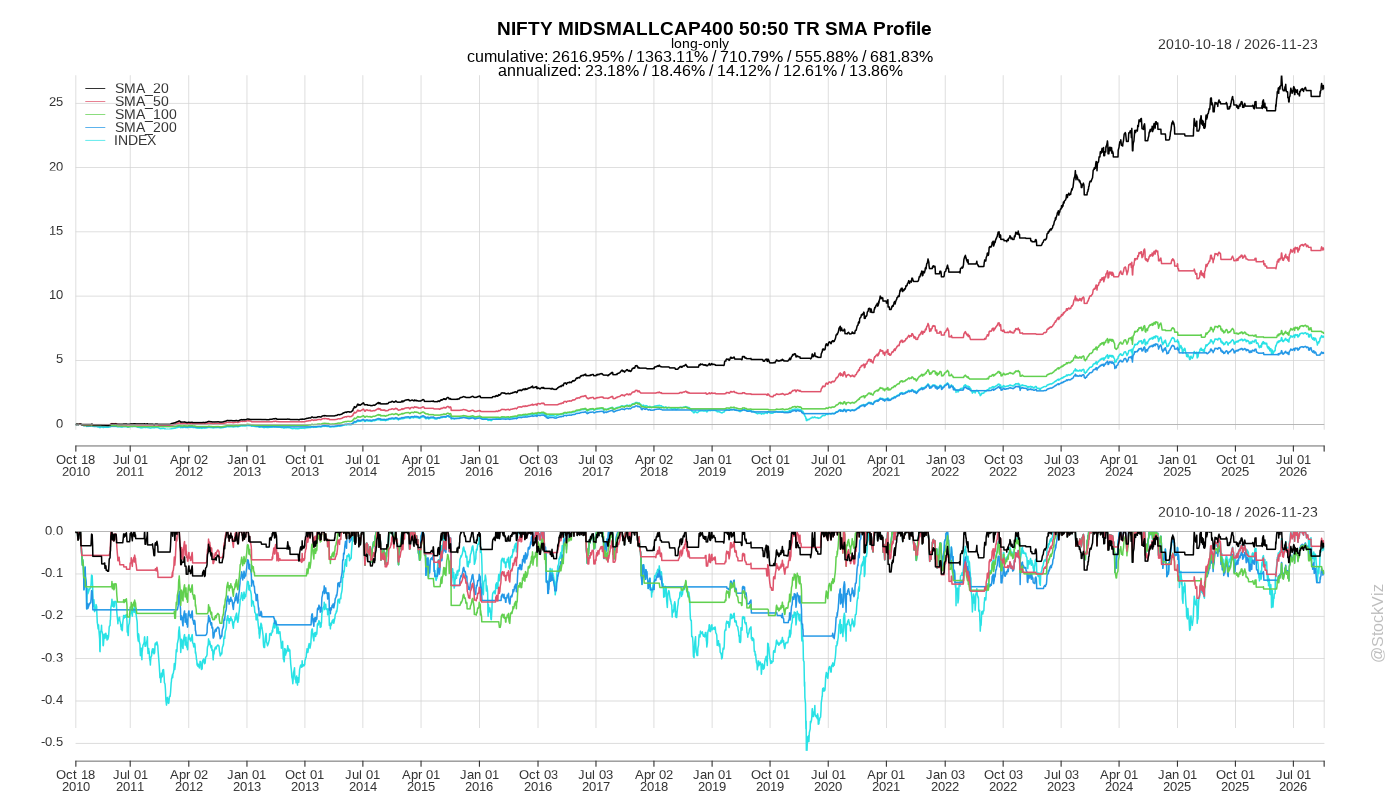 NIFTY MIDSMALLCAP400 50:50 TR SMA Profile
long-only
2010-10-18 / 2026-11-23
cumulative: 2616.95% / 1363.11% / 710.79% / 555.88% / 681.83%
annualized: 23.18% / 18.46% / 14.12% / 12.61% / 13.86%
SMA_20
SMA_50
SMA_100
SMA_200
INDEX
25
20
15
10
5
0
Oct 18 Jul 01 Apr 02 Jan 01 Oct 01 Jul 01 Apr 01 Jan 01 Oct 03 Jul 03 Apr 02 Jan 01 Oct 01 Jul 01 Apr 01 Jan 03 Oct 03 Jul 03 Apr 01 Jan 01 Oct 01 Jul 01
2010 2011 2012 2013 2013 2014 2015 2016 2016 2017 2018 2019 2019 2020 2021 2022 2022 2023 2024 2025 2025 2026
2010-10-18 / 2026-11-23
0.0
-0.1
-0.2
-0.3
-0.4
-0.5
Oct 18 Jul 01 Apr 02 Jan 01 Oct 01 Jul 01 Apr 01 Jan 01 Oct 03 Jul 03 Apr 02 Jan 01 Oct 01 Jul 01 Apr 01 Jan 03 Oct 03 Jul 03 Apr 01 Jan 01 Oct 01 Jul 01
2010 2011 2012 2013 2013 2014 2015 2016 2016 2017 2018 2019 2019 2020 2021 2022 2022 2023 2024 2025 2025 2026
@StockViz